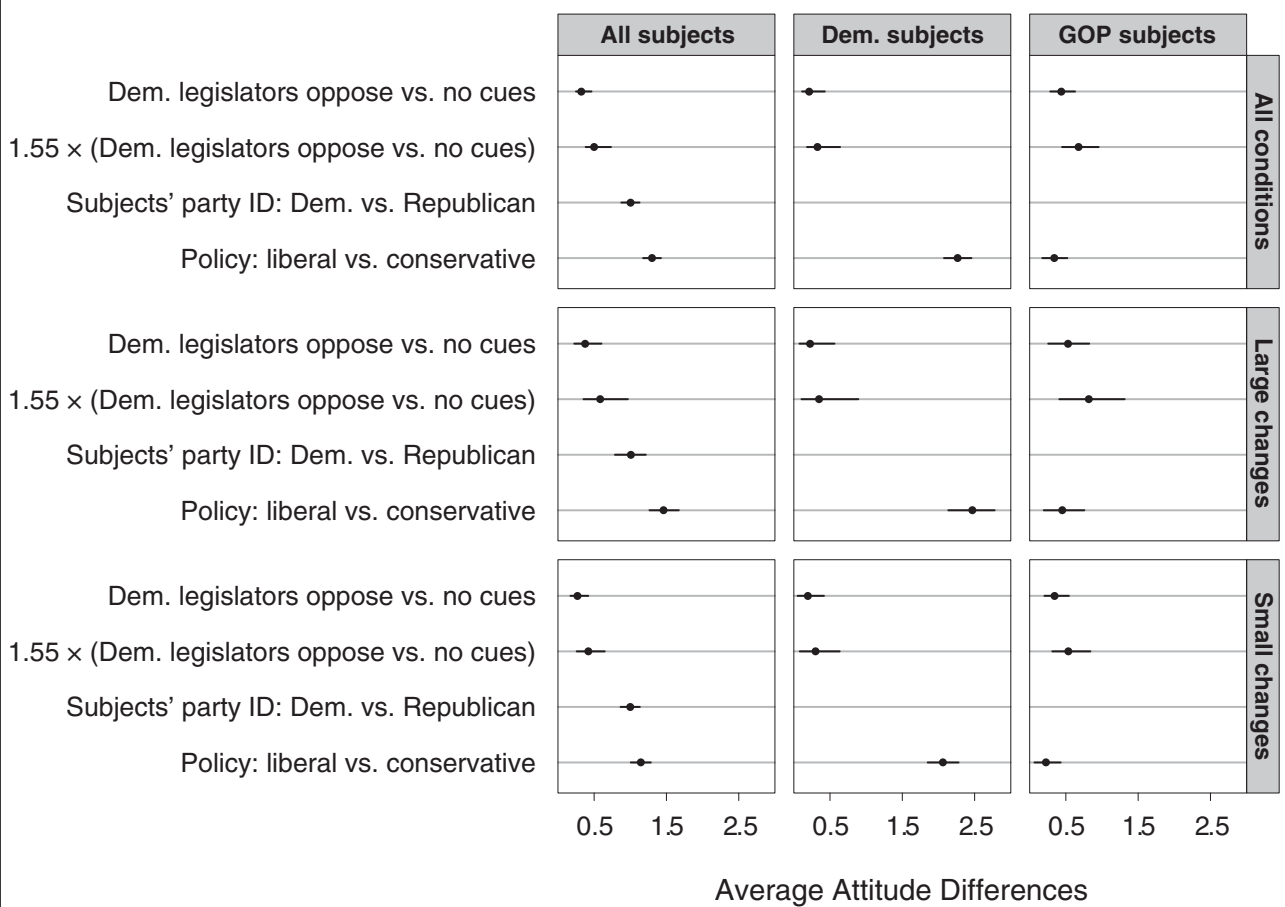 All subjects Dem. subjects GOP subjects
All conditions
Dem. legislators oppose vs. no cues
1.55 × (Dem. legislators oppose vs. no cues)
Subjects’ party ID: Dem. vs. Republican
Policy: liberal vs. conservative
Large changes
Dem. legislators oppose vs. no cues
1.55 × (Dem. legislators oppose vs. no cues)
Subjects’ party ID: Dem. vs. Republican
Policy: liberal vs. conservative
Small changes
Dem. legislators oppose vs. no cues
1.55 × (Dem. legislators oppose vs. no cues)
Subjects’ party ID: Dem. vs. Republican
Policy: liberal vs. conservative
0.5 1.5 2.5 0.5 1.5 2.5 0.5 1.5 2.5
Average Attitude Differences